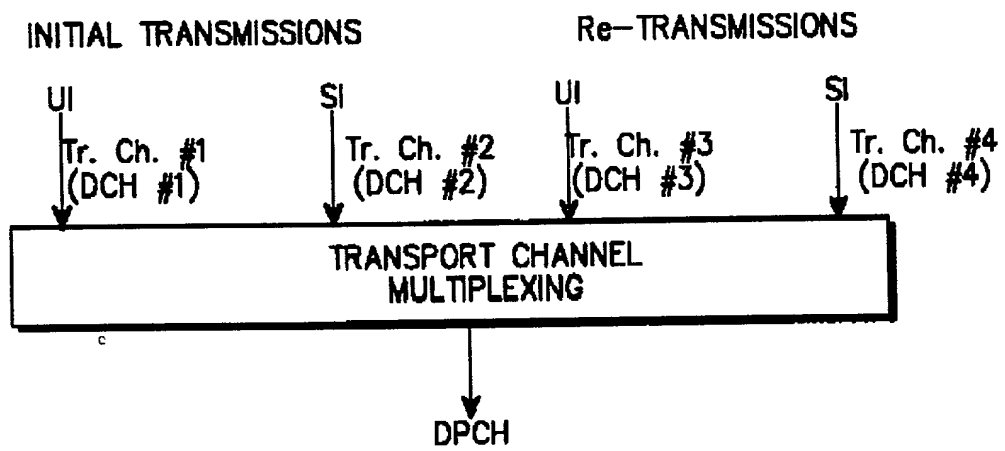 INITIAL TRANSMISSIONS
Re-TRANSMISSIONS
UI
SI
UI
SI
Tr. Ch. #1
(DCH #1)
Tr. Ch. #2
(DCH #2)
Tr. Ch. #3
(DCH #3)
Tr. Ch. #4
(DCH #4)
TRANSPORT CHANNEL
MULTIPLEXING
c
DPCH